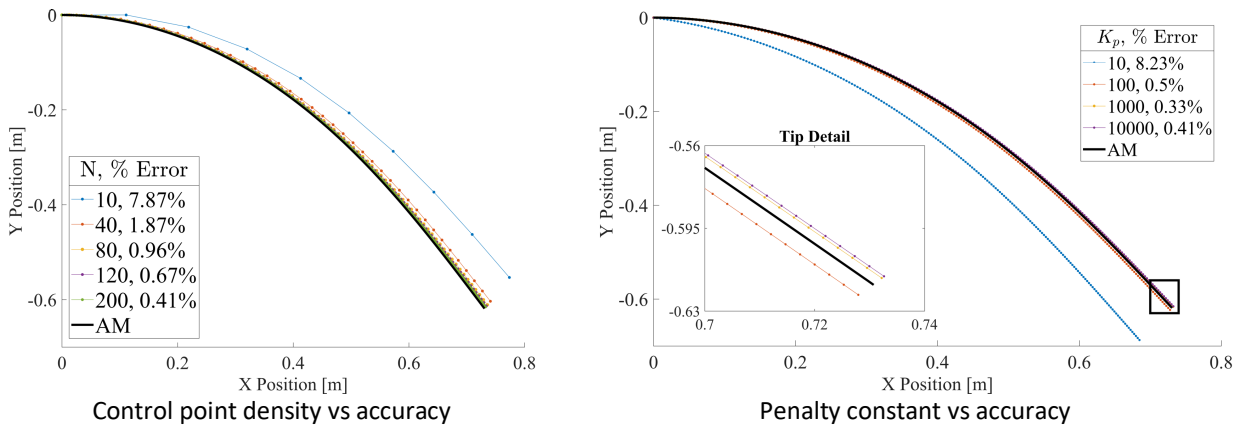 0
-0.2
-0.4
-0.6
Y Position [m]
N, % Error
10, 7.87%
40, 1.87%
80, 0.96%
120, 0.67%
200, 0.41%
AM
0 0.2 0.4 0.6 0.8
X Position [m]
Control point density vs accuracy
0
-0.2
-0.4
-0.6
Y Position [m]
K_p, % Error
10, 8.23%
100, 0.5%
1000, 0.33%
10000, 0.41%
AM
Tip Detail
-0.56
-0.595
-0.63
0.7 0.72 0.74
0 0.2 0.4 0.6 0.8
X Position [m]
Penalty constant vs accuracy